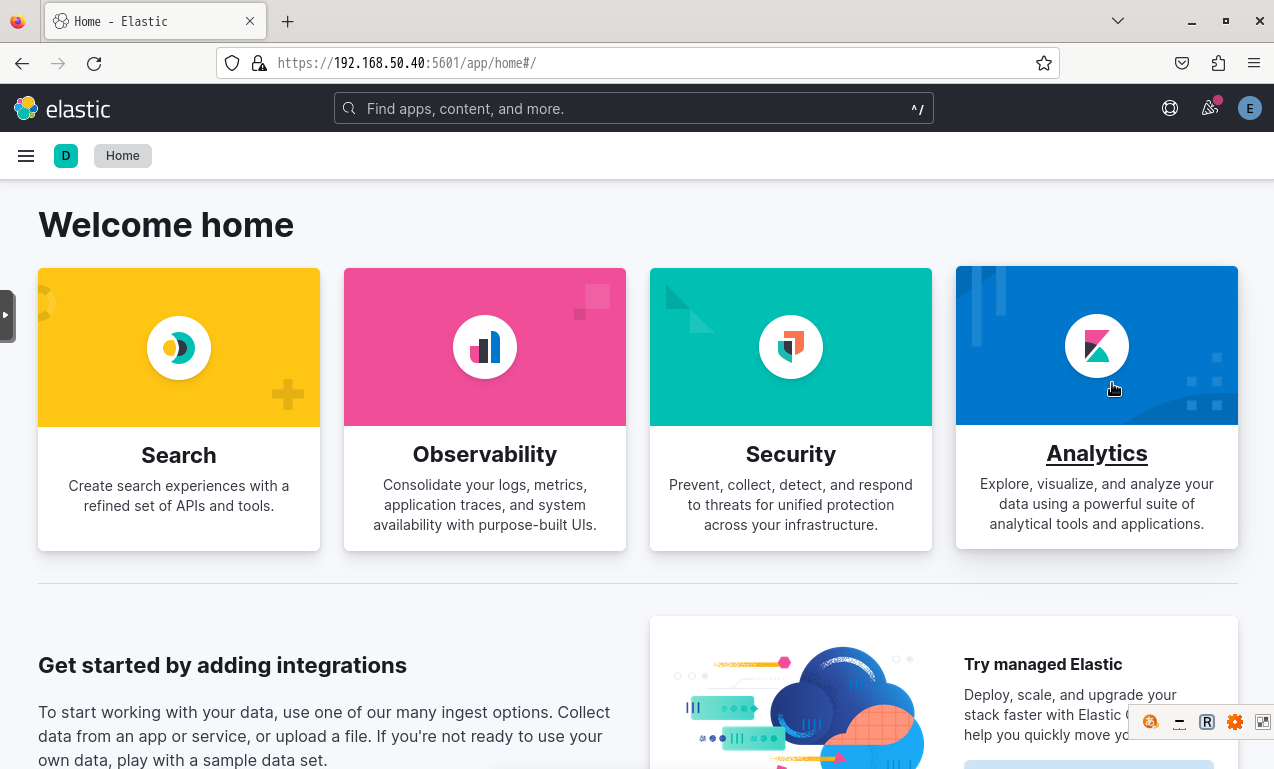 Home - Elastic
https://192.168.50.40:5601/app/home#/
elastic
Find apps, content, and more.
^/
E
D
Home
Welcome home
Search
Create search experiences with a
refined set of APIs and tools.
Observability
Consolidate your logs, metrics,
application traces, and system
availability with purpose-built UIs.
Security
Prevent, collect, detect, and respond
to threats for unified protection
across your infrastructure.
Analytics
Explore, visualize, and analyze your
data using a powerful suite of
analytical tools and applications.
Get started by adding integrations
To start working with your data, use one of our many ingest options. Collect
data from an app or service, or upload a file. If you're not ready to use your
own data, play with a sample data set.
Try managed Elastic
Deploy, scale, and upgrade your
stack faster with Elastic
help you quickly move
あ
R